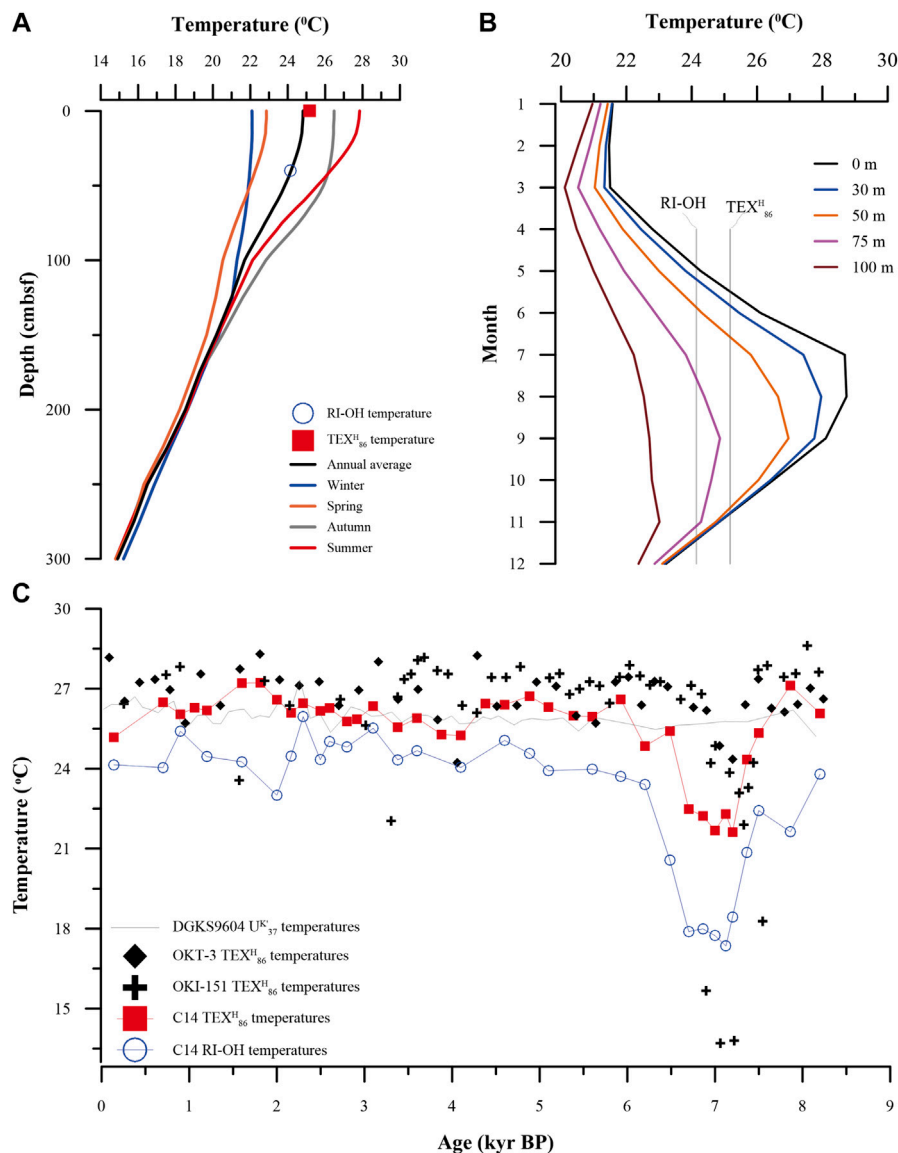 A
Temperature (⁰C)
14 16 18 20 22 24 26 28 30
0
100
200
300
Depth (cmbsf)
RI-OH temperature
TEXᴴ₈₆ temperature
Annual average
Winter
Spring
Autumn
Summer
B
Temperature (⁰C)
20 22 24 26 28 30
1
3
4
5
6
7
8
9
10
11
12
Month
RI-OH
TEXᴴ₈₆
0 m
30 m
50 m
75 m
100 m
C
30
27
24
21
18
15
Temperature (⁰C)
DGKS9604 Uᴷ'₃₇ temperatures
OKT-3 TEXᴴ₈₆ temperatures
OKI-151 TEXᴴ₈₆ temperatures
C14 TEXᴴ₈₆ tmeperatures
C14 RI-OH temperatures
0 1 2 3 4 5 6 7 8 9
Age (kyr BP)